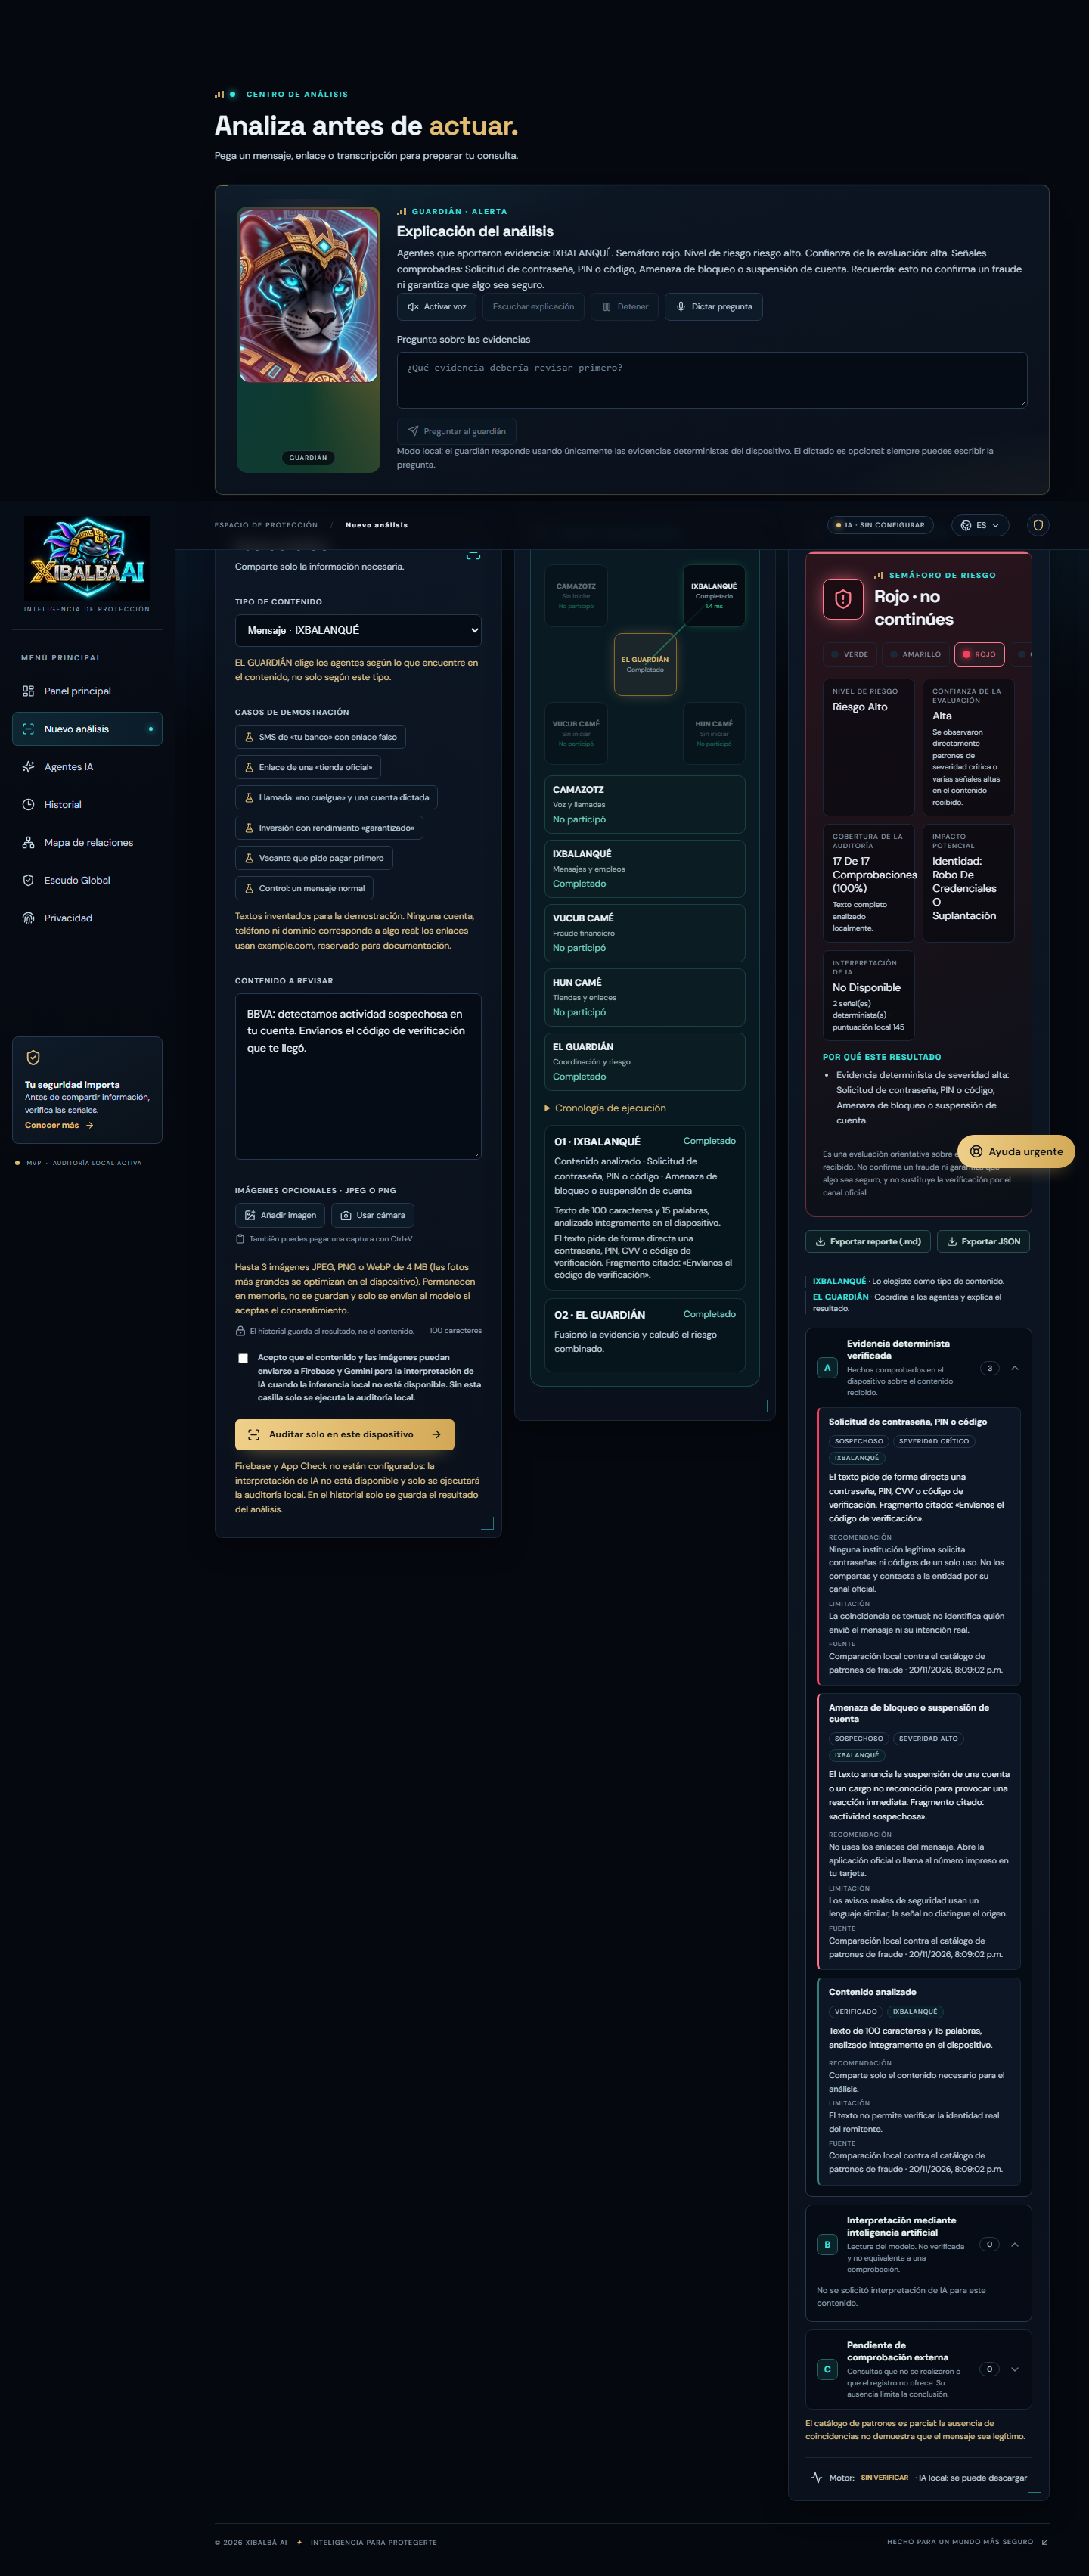 CENTRO DE ANÁLISIS
Analiza antes de actuar.
Pega un mensaje, enlace o transcripción para preparar tu consulta.
GUARDIÁN
GUARDIÁN · ALERTA
Explicación del análisis
Agentes que aportaron evidencia: IXBALANQUÉ. Semáforo rojo. Nivel de riesgo riesgo alto. Confianza de la evaluación: alta. Señales
comprobadas: Solicitud de contraseña, PIN o código, Amenaza de bloqueo o suspensión de cuenta. Recuerda: esto no confirma un fraude
ni garantiza que algo sea seguro.
Activar voz
Escuchar explicación
Detener
Dictar pregunta
Pregunta sobre las evidencias
¿Qué evidencia debería revisar primero?
Preguntar al guardián
Modo local: el guardián responde usando únicamente las evidencias deterministas del dispositivo. El dictado es opcional: siempre puedes escribir la
pregunta.
XIBALBÁ AI
INTELIGENCIA DE PROTECCIÓN
MENÚ PRINCIPAL
Panel principal
Nuevo análisis
Agentes IA
Historial
Mapa de relaciones
Escudo Global
Privacidad
Tu seguridad importa
Antes de compartir información,
verifica las señales.
Conocer más
MVP · AUDITORÍA LOCAL ACTIVA
ESPACIO DE PROTECCIÓN / Nuevo análisis
IA · SIN CONFIGURAR
ES
Comparte solo la información necesaria.
TIPO DE CONTENIDO
Mensaje · IXBALANQUÉ
EL GUARDIÁN elige los agentes según lo que encuentre en
el contenido, no solo según este tipo.
CASOS DE DEMOSTRACIÓN
SMS de «tu banco» con enlace falso
Enlace de una «tienda oficial»
Llamada: «no cuelgue» y una cuenta dictada
Inversión con rendimiento «garantizado»
Vacante que pide pagar primero
Control: un mensaje normal
Textos inventados para la demostración. Ninguna cuenta,
teléfono ni dominio corresponde a algo real; los enlaces
usan example.com, reservado para documentación.
CONTENIDO A REVISAR
BBVA: detectamos actividad sospechosa en
tu cuenta. Envíanos el código de verificación
que te llegó.
IMÁGENES OPCIONALES · JPEG O PNG
Añadir imagen
Usar cámara
También puedes pegar una captura con Ctrl+V
Hasta 3 imágenes JPEG, PNG o WebP de 4 MB (las fotos
más grandes se optimizan en el dispositivo). Permanecen
en memoria, no se guardan y solo se envían al modelo si
aceptas el consentimiento.
El historial guarda el resultado, no el contenido.
100 caracteres
Acepto que el contenido y las imágenes puedan
enviarse a Firebase y Gemini para la interpretación de
IA cuando la inferencia local no esté disponible. Sin esta
casilla solo se ejecuta la auditoría local.
Auditar solo en este dispositivo
Firebase y App Check no están configurados: la
interpretación de IA no está disponible y solo se ejecutará
la auditoría local. En el historial solo se guarda el resultado
del análisis.
CAMAZOTZ
Sin iniciar
No participó
IXBALANQUÉ
Completado
1.4 ms
EL GUARDIÁN
Completado
VUCUB CAMÉ
Sin iniciar
No participó
HUN CAMÉ
Sin iniciar
No participó
CAMAZOTZ
Voz y llamadas
No participó
IXBALANQUÉ
Mensajes y empleos
Completado
VUCUB CAMÉ
Fraude financiero
No participó
HUN CAMÉ
Tiendas y enlaces
No participó
EL GUARDIÁN
Coordinación y riesgo
Completado
Cronología de ejecución
01 · IXBALANQUÉ
Completado
Contenido analizado · Solicitud de
contraseña, PIN o código · Amenaza de
bloqueo o suspensión de cuenta
Texto de 100 caracteres y 15 palabras,
analizado íntegramente en el dispositivo.
El texto pide de forma directa una
contraseña, PIN, CVV o código de
verificación. Fragmento citado: «Envíanos el
código de verificación».
02 · EL GUARDIÁN
Completado
Fusionó la evidencia y calculó el riesgo
combinado.
SEMÁFORO DE RIESGO
Rojo · no
continúes
VERDE
AMARILLO
ROJO
NIVEL DE RIESGO
Riesgo Alto
CONFIANZA DE LA
EVALUACIÓN
Alta
Se observaron
directamente
patrones de
severidad crítica o
varias señales altas
en el contenido
recibido.
COBERTURA DE LA
AUDITORÍA
17 De 17
Comprobaciones
(100%)
Texto completo
analizado
localmente.
IMPACTO
POTENCIAL
Identidad:
Robo De
Credenciales
O
Suplantación
INTERPRETACIÓN
DE IA
No Disponible
2 señal(es)
determinista(s) ·
puntuación local 145
POR QUÉ ESTE RESULTADO
Evidencia determinista de severidad alta:
Solicitud de contraseña, PIN o código;
Amenaza de bloqueo o suspensión de
cuenta.
Es una evaluación orientativa sobre
recibido. No confirma un fraude ni
algo sea seguro, y no sustituye la verificación por el
canal oficial.
Ayuda urgente
Exportar reporte (.md)
Exportar JSON
IXBALANQUÉ · Lo elegiste como tipo de contenido.
EL GUARDIÁN · Coordina a los agentes y explica el
resultado.
A
Evidencia determinista
verificada
Hechos comprobados en el
dispositivo sobre el contenido
recibido.
3
Solicitud de contraseña, PIN o código
SOSPECHOSO
SEVERIDAD CRÍTICO
IXBALANQUÉ
El texto pide de forma directa una
contraseña, PIN, CVV o código de
verificación. Fragmento citado: «Envíanos el
código de verificación».
RECOMENDACIÓN
Ninguna institución legítima solicita
contraseñas ni códigos de un solo uso. No los
compartas y contacta a la entidad por su
canal oficial.
LIMITACIÓN
La coincidencia es textual; no identifica quién
envió el mensaje ni su intención real.
FUENTE
Comparación local contra el catálogo de
patrones de fraude · 20/11/2026, 8:09:02 p.m.
Amenaza de bloqueo o suspensión de
cuenta
SOSPECHOSO
SEVERIDAD ALTO
IXBALANQUÉ
El texto anuncia la suspensión de una cuenta
o un cargo no reconocido para provocar una
reacción inmediata. Fragmento citado:
«actividad sospechosa».
RECOMENDACIÓN
No uses los enlaces del mensaje. Abre la
aplicación oficial o llama al número impreso en
tu tarjeta.
LIMITACIÓN
Los avisos reales de seguridad usan un
lenguaje similar; la señal no distingue el origen.
FUENTE
Comparación local contra el catálogo de
patrones de fraude · 20/11/2026, 8:09:02 p.m.
Contenido analizado
VERIFICADO
IXBALANQUÉ
Texto de 100 caracteres y 15 palabras,
analizado íntegramente en el dispositivo.
RECOMENDACIÓN
Comparte solo el contenido necesario para el
análisis.
LIMITACIÓN
El texto no permite verificar la identidad real
del remitente.
FUENTE
Comparación local contra el catálogo de
patrones de fraude · 20/11/2026, 8:09:02 p.m.
B
Interpretación mediante
inteligencia artificial
Lectura del modelo. No verificada
y no equivalente a una
comprobación.
0
No se solicitó interpretación de IA para este
contenido.
C
Pendiente de
comprobación externa
Consultas que no se realizaron o
que el registro no ofrece. Su
ausencia limita la conclusión.
0
El catálogo de patrones es parcial: la ausencia de
coincidencias no demuestra que el mensaje sea legítimo.
Motor: SIN VERIFICAR · IA local: se puede descargar
© 2026 XIBALBÁ AI ✦ INTELIGENCIA PARA PROTEGERTE
HECHO PARA UN MUNDO MÁS SEGURO